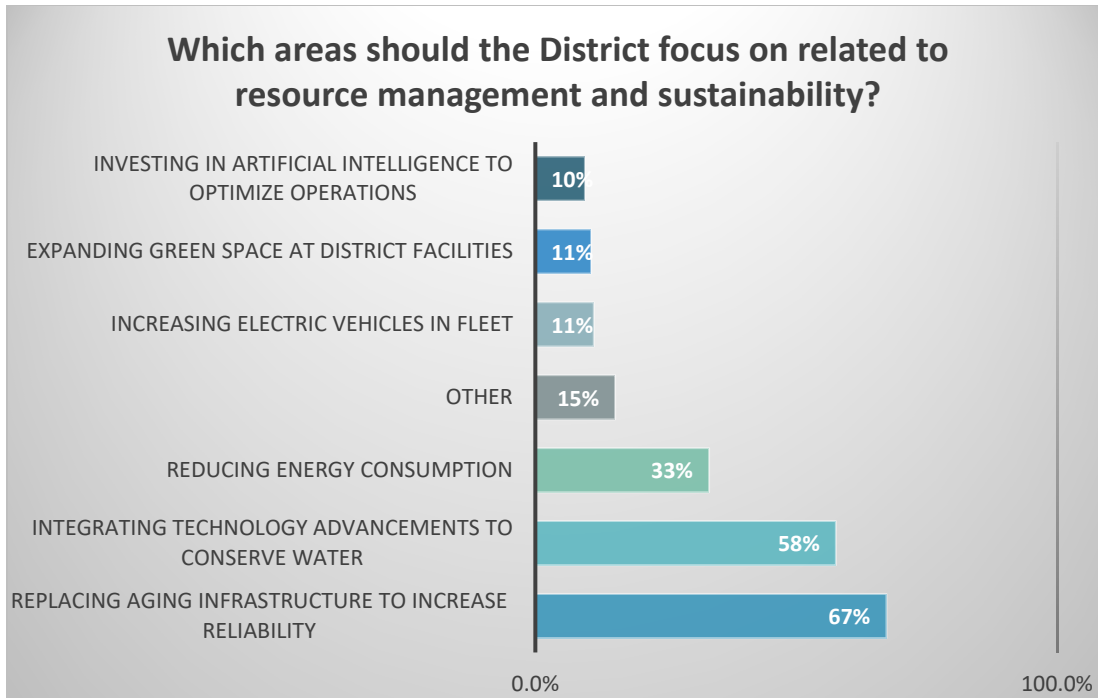 Which areas should the District focus on related to
resource management and sustainability?
INVESTING IN ARTIFICIAL INTELLIGENCE TO
OPTIMIZE OPERATIONS
10%
EXPANDING GREEN SPACE AT DISTRICT FACILITIES
11%
INCREASING ELECTRIC VEHICLES IN FLEET
11%
OTHER
15%
REDUCING ENERGY CONSUMPTION
33%
INTEGRATING TECHNOLOGY ADVANCEMENTS TO
CONSERVE WATER
58%
REPLACING AGING INFRASTRUCTURE TO INCREASE
RELIABILITY
67%
0.0%
100.0%